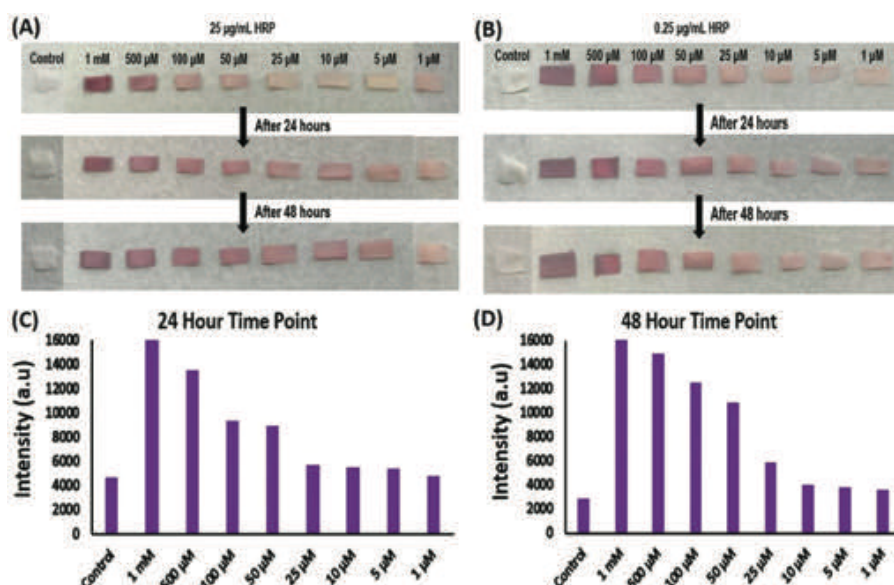 (A)
25 µg/mL HRP
Control 1 mM 500 µM 100 µM 50 µM 25 µM 10 µM 5 µM 1 µM
After 24 hours
After 48 hours
(B)
0.25 µg/mL HRP
Control 1 mM 500 µM 100 µM 50 µM 25 µM 10 µM 5 µM 1 µM
After 24 hours
After 48 hours
(C)
24 Hour Time Point
Intensity (a.u)
16000
14000
12000
10000
8000
6000
4000
2000
0
Control 1 mM 500 µM 100 µM 50 µM 25 µM 10 µM 5 µM 1 µM
(D)
48 Hour Time Point
Intensity (a.u)
16000
14000
12000
10000
8000
6000
4000
2000
0
Control 1 mM 500 µM 100 µM 50 µM 25 µM 10 µM 5 µM 1 µM